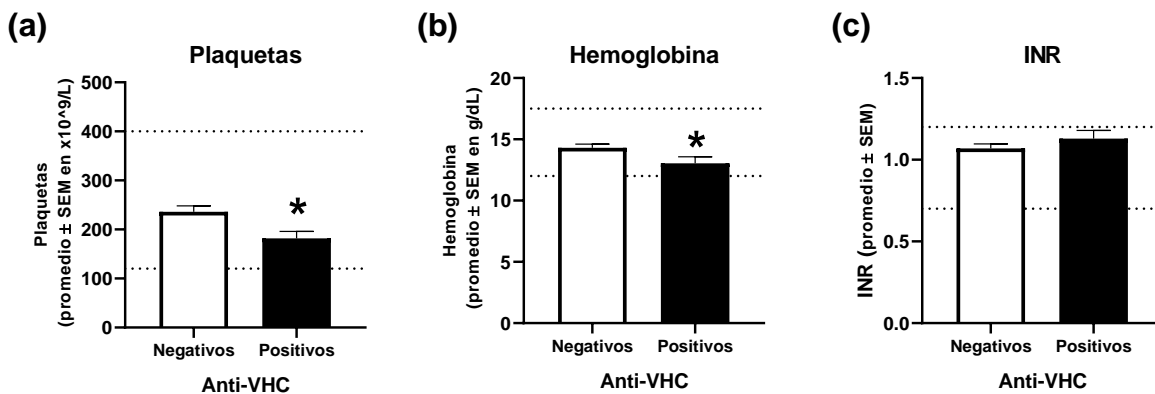 (a)
Plaquetas
Plaquetas
(promedio ± SEM en x10^9/L)
500
400
300
200
100
0
*
Negativos Positivos
Anti-VHC
(b)
Hemoglobina
Hemoglobina
(promedio ± SEM en g/dL)
20
15
10
5
0
*
Negativos Positivos
Anti-VHC
(c)
INR
INR (promedio ± SEM)
1.5
1.0
0.5
0.0
Negativos Positivos
Anti-VHC